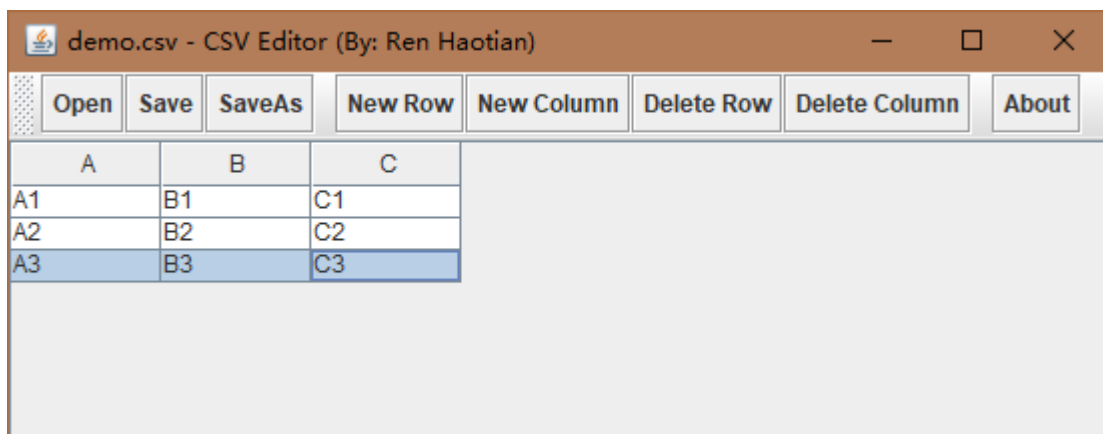 demo.csv - CSV Editor (By: Ren Haotian)
Open Save SaveAs New Row New Column Delete Row Delete Column About
A B C
A1 B1 C1
A2 B2 C2
A3 B3 C3